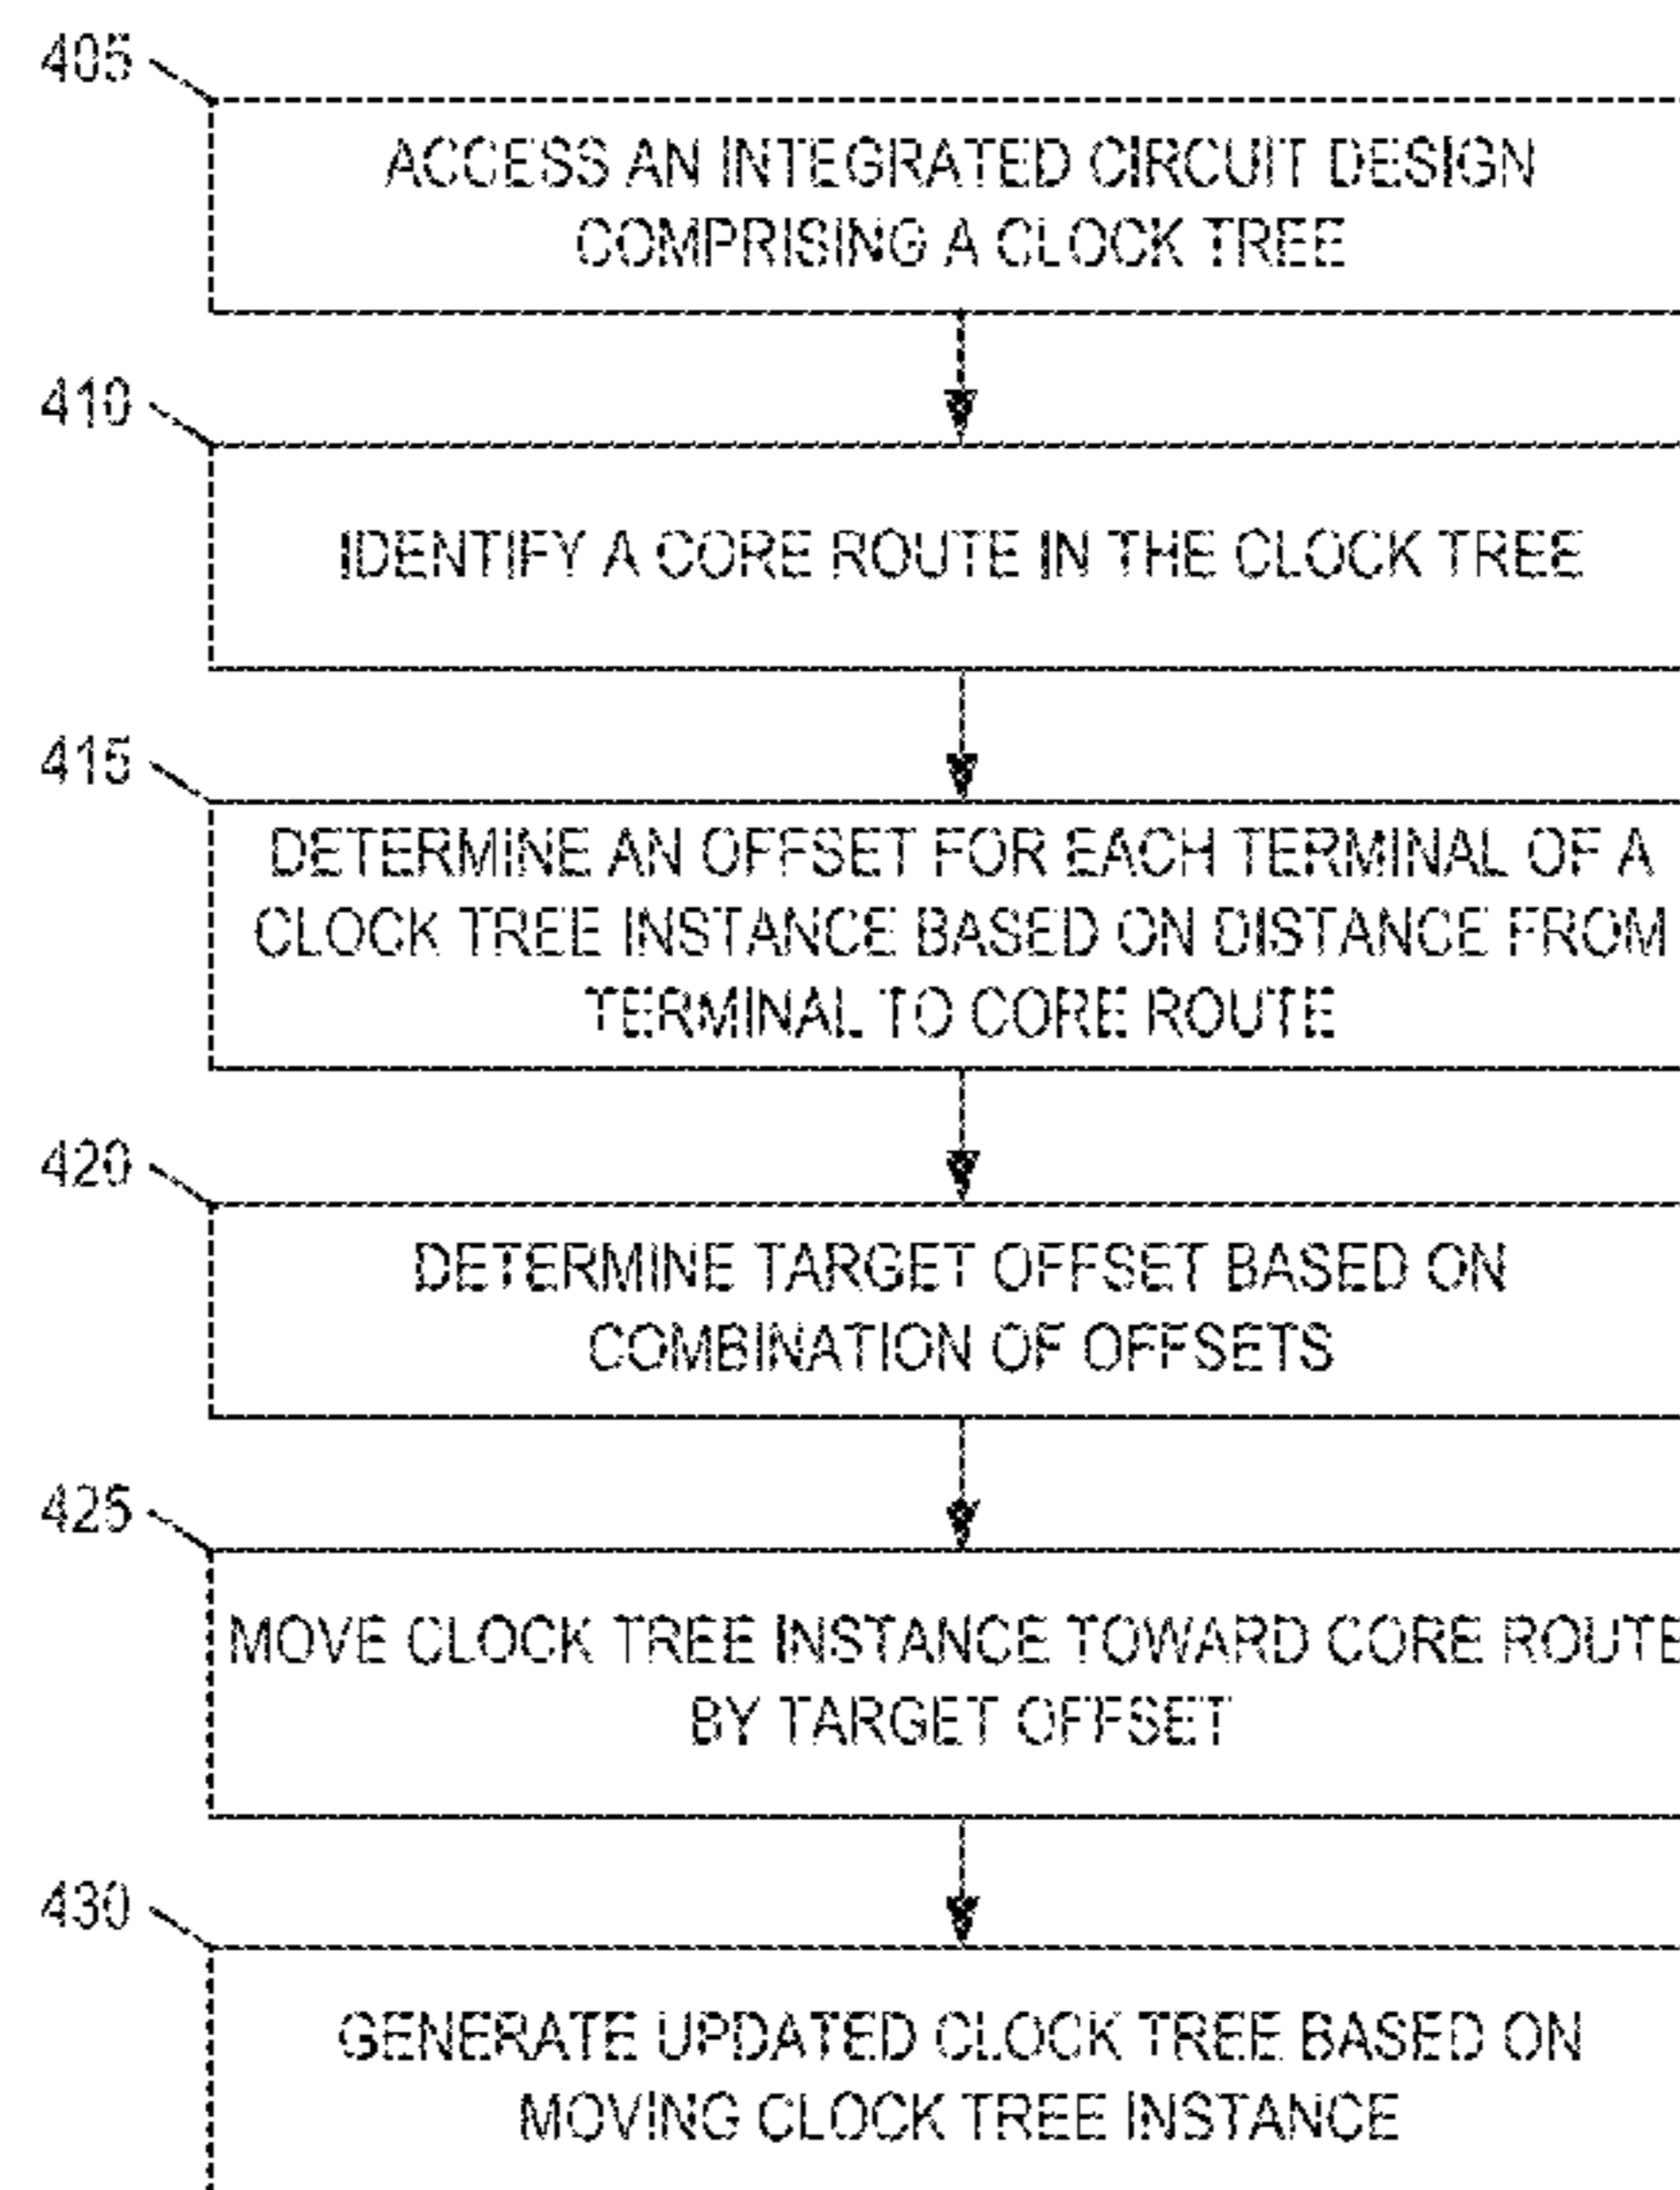 405
ACCESS AN INTEGRATED CIRCUIT DESIGN
COMPRISING A CLOCK TREE
410
IDENTIFY A CORE ROUTE IN THE CLOCK TREE
415
DETERMINE AN OFFSET FOR EACH TERMINAL OF A
CLOCK TREE INSTANCE BASED ON DISTANCE FROM
TERMINAL TO CORE ROUTE
420
DETERMINE TARGET OFFSET BASED ON
COMBINATION OF OFFSETS
425
MOVE CLOCK TREE INSTANCE TOWARD CORE ROUTE
BY TARGET OFFSET
430
GENERATE UPDATED CLOCK TREE BASED ON
MOVING CLOCK TREE INSTANCE